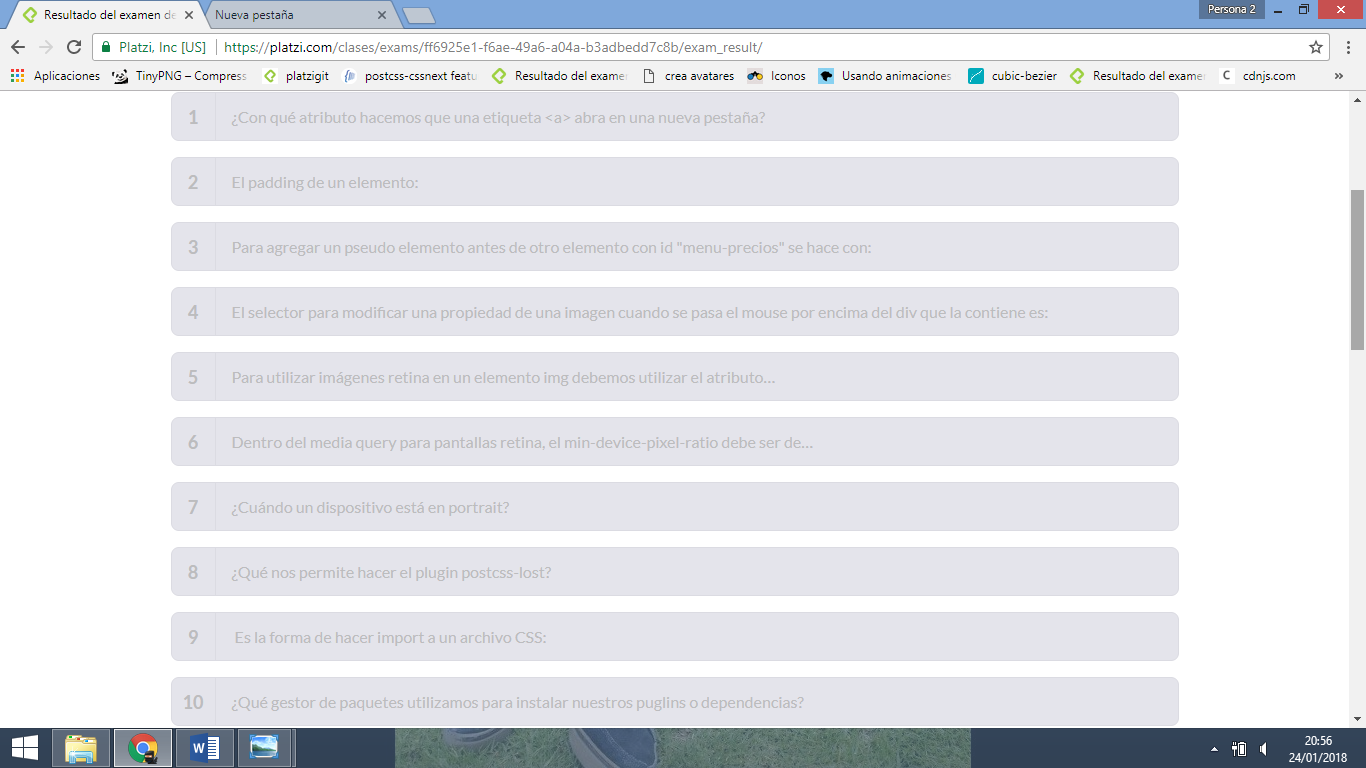 Resultado del examen de
Nueva pestaña
Persona 2
Platzi, Inc [US]
https://platzi.com/clases/exams/ff6925e1-f6ae-49a6-a04a-b3adbedd7c8b/exam_result/
Aplicaciones
TinyPNG – Compress
platzigit
postcss-cssnext featu
Resultado del examen
crea avatares
Iconos
Usando animaciones
cubic-bezier
Resultado del examen
cdnjs.com
»
1 ¿Con qué atributo hacemos que una etiqueta <a> abra en una nueva pestaña?
2 El padding de un elemento:
3 Para agregar un pseudo elemento antes de otro elemento con id "menu-precios" se hace con:
4 El selector para modificar una propiedad de una imagen cuando se pasa el mouse por encima del div que la contiene es:
5 Para utilizar imágenes retina en un elemento img debemos utilizar el atributo...
6 Dentro del media query para pantallas retina, el min-device-pixel-ratio debe ser de...
7 ¿Cuándo un dispositivo está en portrait?
8 ¿Qué nos permite hacer el plugin postcss-lost?
9 Es la forma de hacer import a un archivo CSS:
10 ¿Qué gestor de paquetes utilizamos para instalar nuestros puglins o dependencias?
20:56
24/01/2018